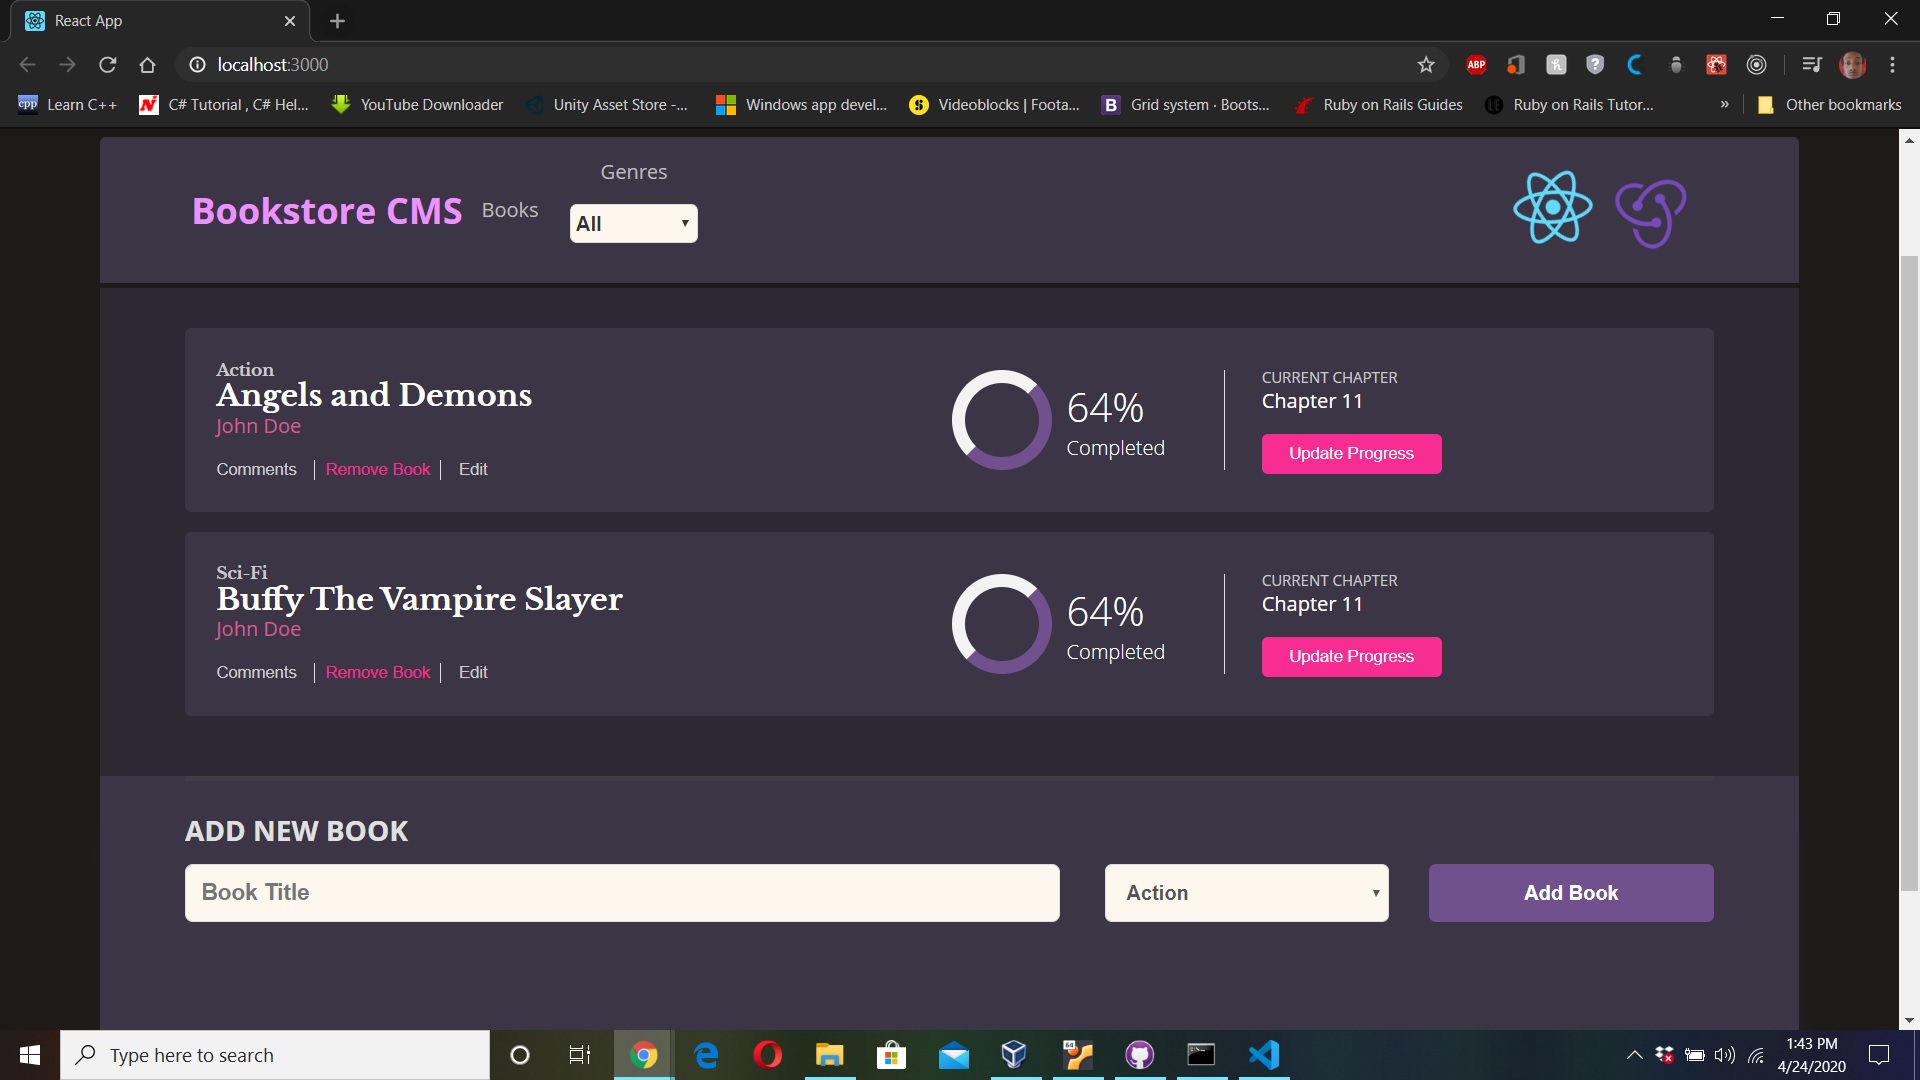 React App
localhost:3000
ABP
cpp Learn C++
C# Tutorial , C# Hel...
YouTube Downloader
Unity Asset Store -...
Windows app devel...
Videoblocks | Foota...
B Grid system · Boots...
Ruby on Rails Guides
Ruby on Rails Tutor...
»
Other bookmarks
Bookstore CMS
Books
Genres
All
Action
Angels and Demons
John Doe
Comments
Remove Book
Edit
64%
Completed
CURRENT CHAPTER
Chapter 11
Update Progress
Sci-Fi
Buffy The Vampire Slayer
John Doe
Comments
Remove Book
Edit
64%
Completed
CURRENT CHAPTER
Chapter 11
Update Progress
ADD NEW BOOK
Book Title
Action
Add Book
Type here to search
64
1:43 PM
4/24/2020